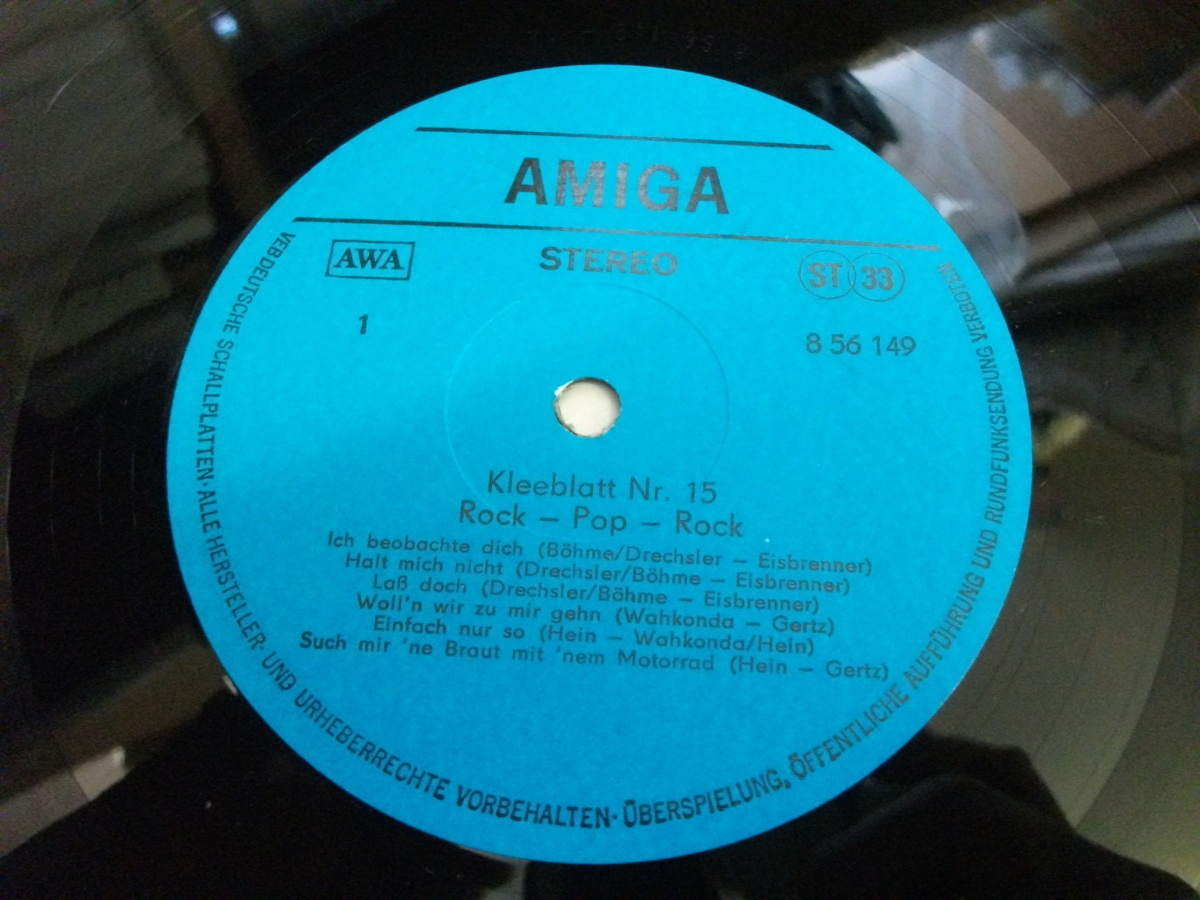 AMIGA
AWA
STEREO
ST 33
1
8 56 149
Kleeblatt Nr. 15
Rock – Pop – Rock
Ich beobachte dich (Böhme/Drechsler – Eisbrenner)
Halt mich nicht (Drechsler/Böhme – Eisbrenner)
Laß doch (Drechsler/Böhme – Eisbrenner)
Woll'n wir zu mir gehn (Wahkonda – Gertz)
Einfach nur so (Hein – Wahkonda/Hein)
Such mir 'ne Braut mit 'nem Motorrad (Hein – Gertz)
VEB DEUTSCHE SCHALLPLATTEN · ALLE HERSTELLER- UND URHEBERRECHTE VORBEHALTEN · ÜBERSPIELUNG, ÖFFENTLICHE AUFFÜHRUNG UND RUNDFUNKSENDUNG VERBOTEN